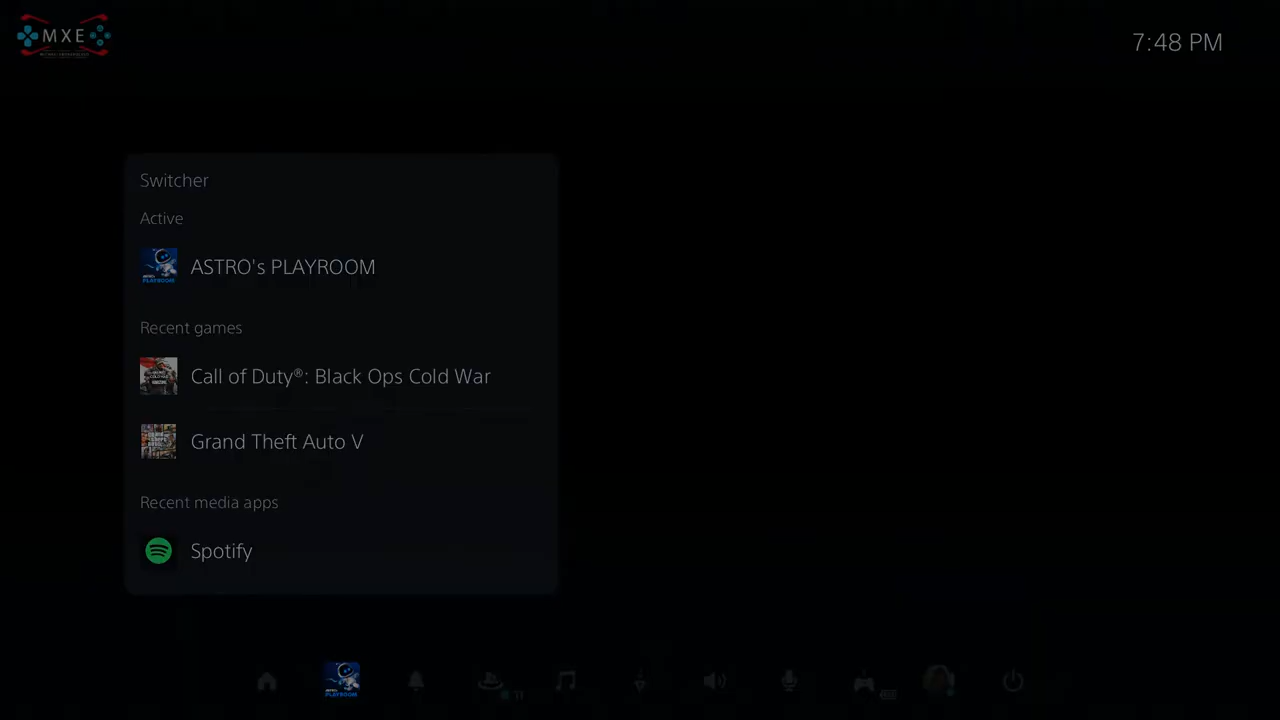 MXE
7:48 PM
Switcher
Active
ASTRO's PLAYROOM
Recent games
Call of Duty®: Black Ops Cold War
Grand Theft Auto V
Recent media apps
Spotify